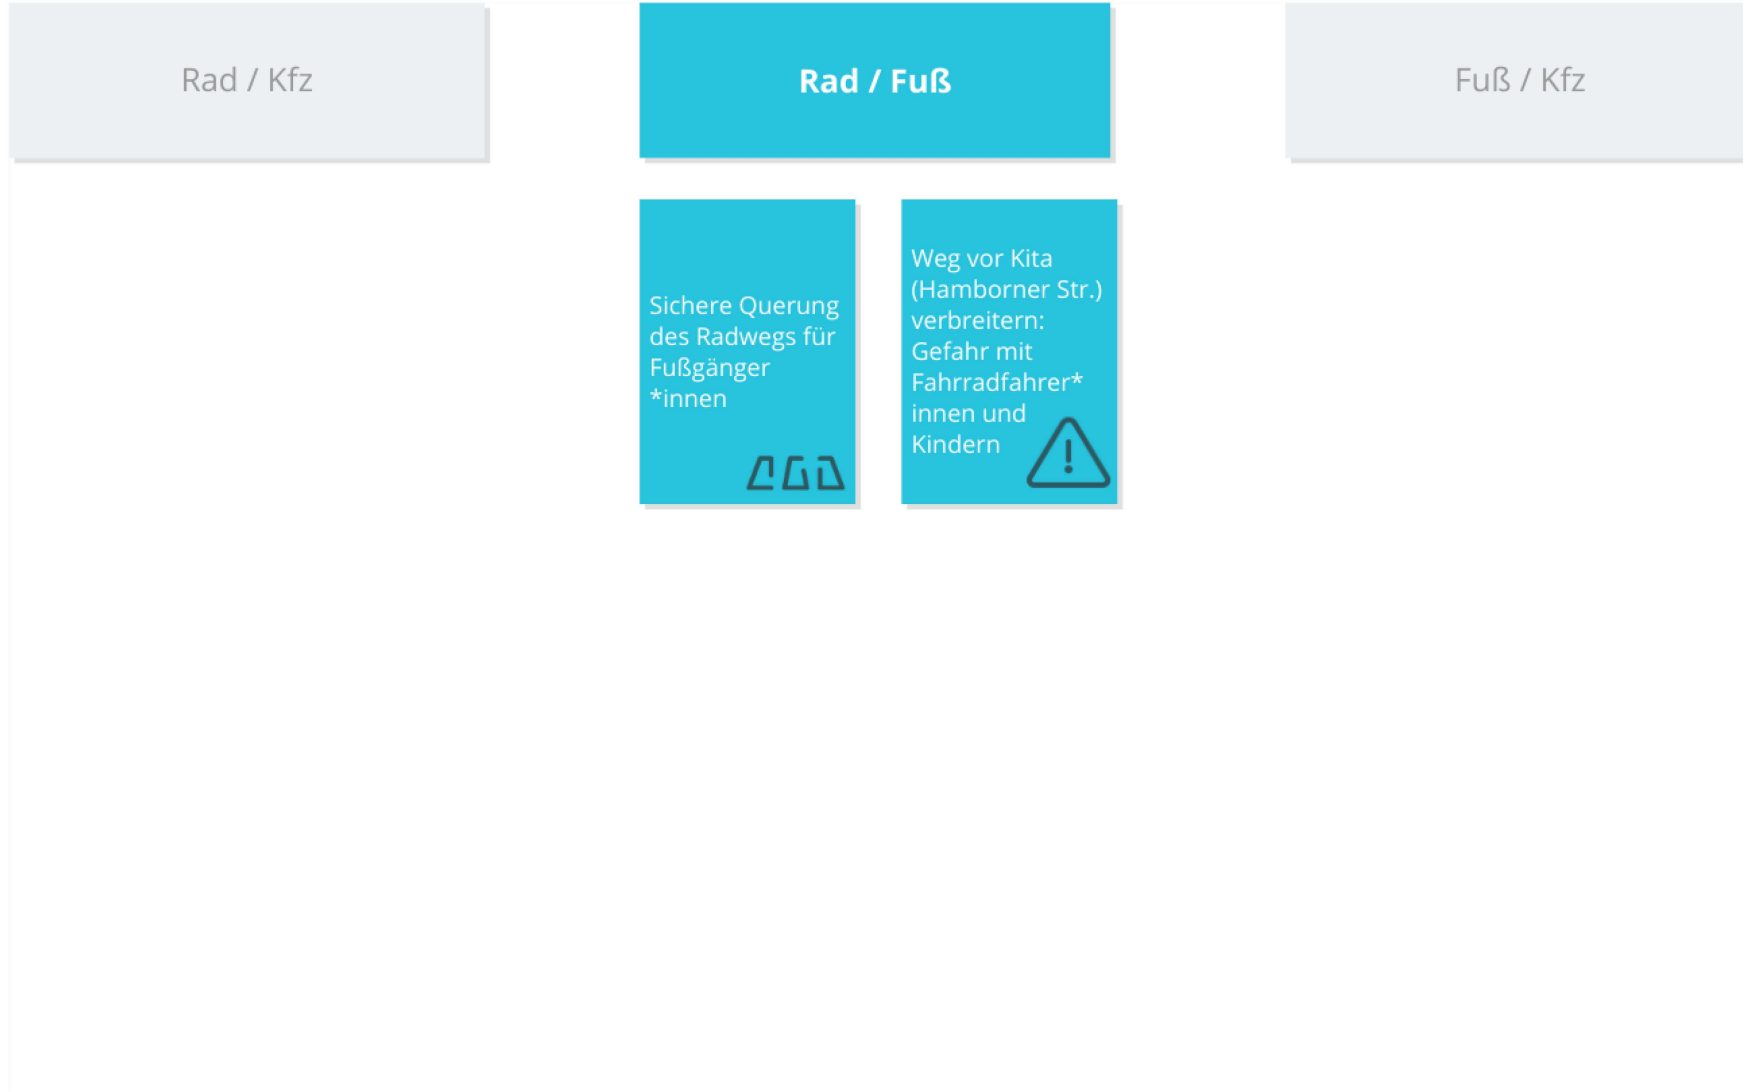 Rad / Kfz
Rad / Fuß
Fuß / Kfz
Sichere Querung
des Radwegs für
Fußgänger
*innen
Weg vor Kita
(Hamborner Str.)
verbreitern:
Gefahr mit
Fahrradfahrer*
innen und
Kindern